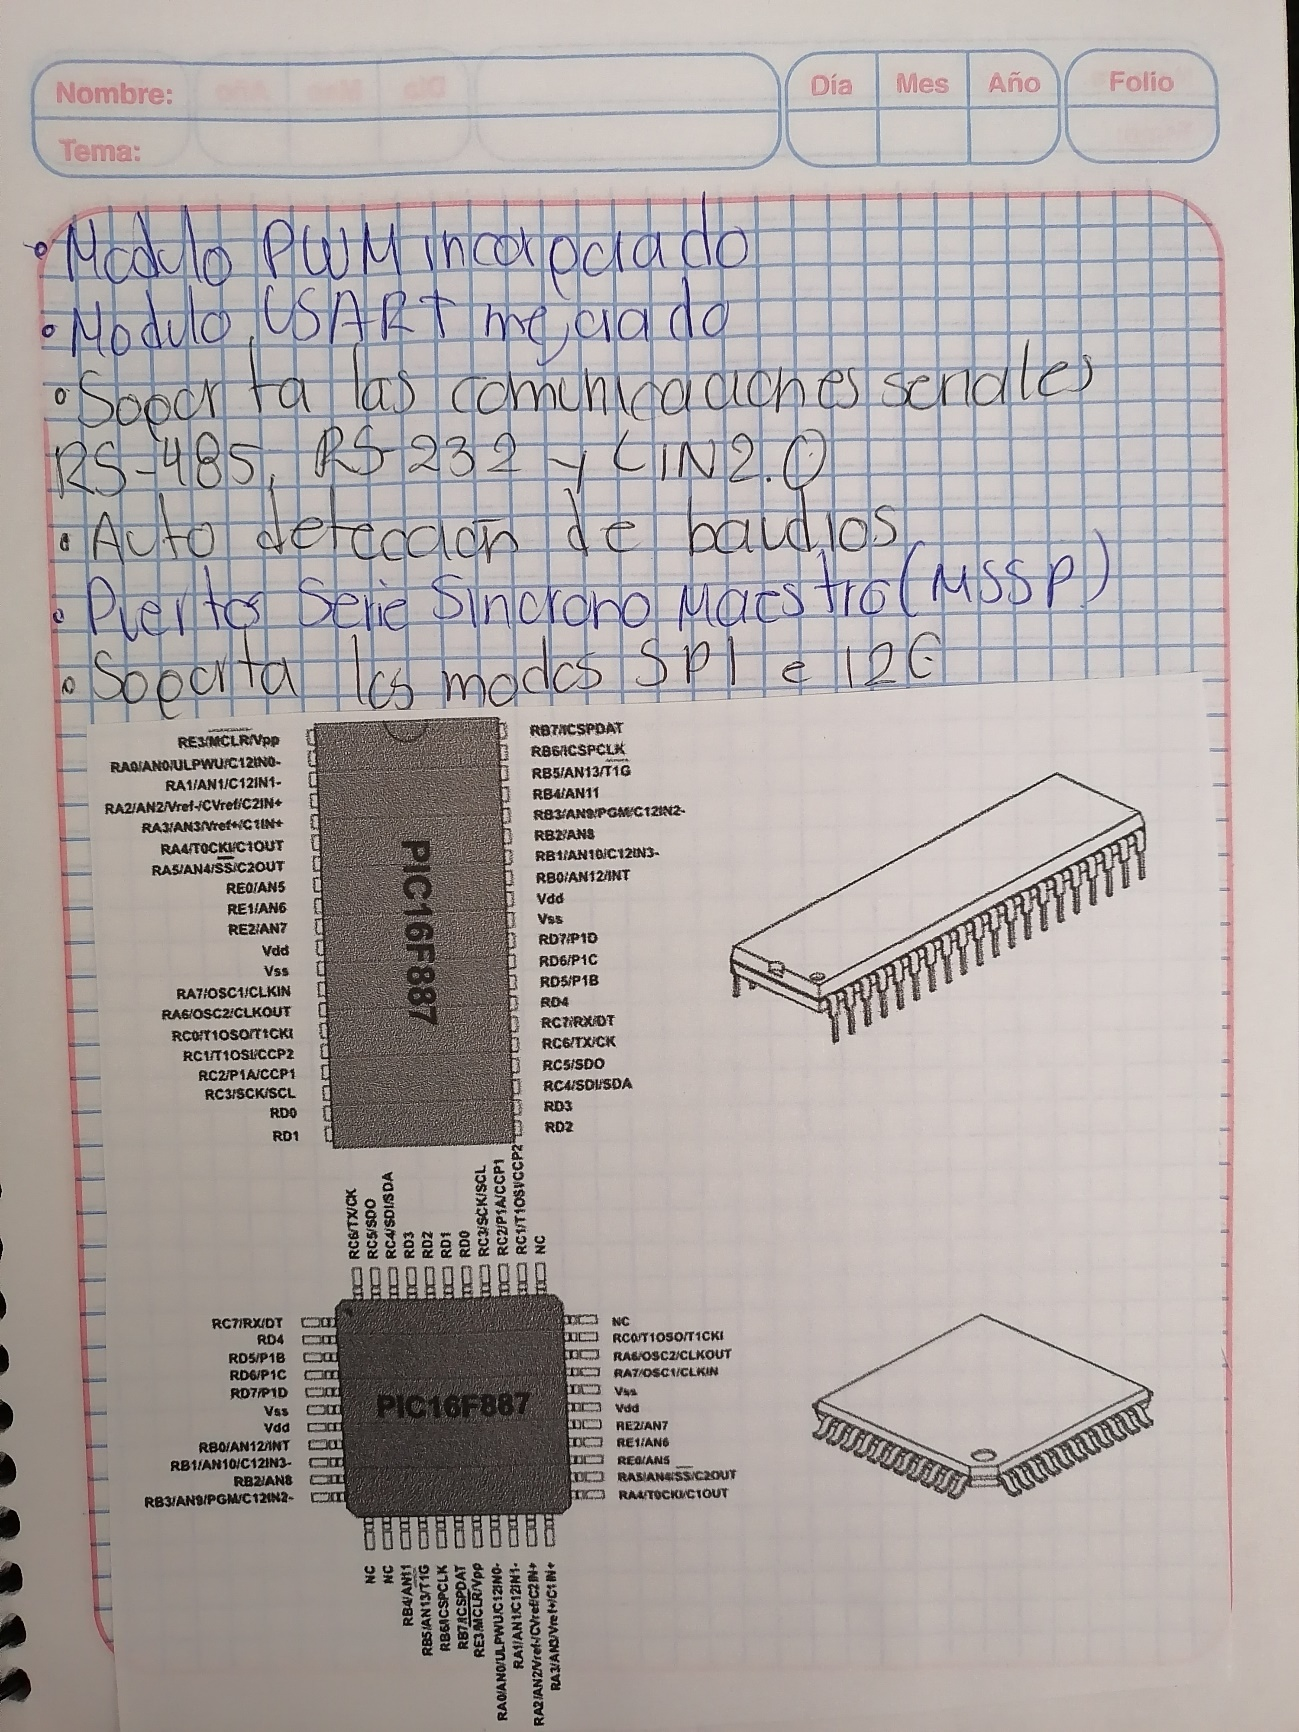 Nombre:
Tema:
Día Mes Año
Folio
• Modulo PWM incorporado
• Modulo USART mejorado
• Soporta las comunicaciones seriales
RS-485, RS-232 y LIN2.0
• Auto detección de baudios
• Puertos Serie Sincrono Maestro (MSSP)
• Soporta los modos SPI e I2C
RE3/MCLR/Vpp
RA0/AN0/ULPWU/C12IN0-
RA1/AN1/C12IN1-
RA2/AN2/Vref-/CVref/C2IN+
RA3/AN3/Vref+/C1IN+
RA4/T0CKI/C1OUT
RA5/AN4/SS/C2OUT
RE0/AN5
RE1/AN6
RE2/AN7
Vdd
Vss
RA7/OSC1/CLKIN
RA6/OSC2/CLKOUT
RC0/T1OSO/T1CKI
RC1/T1OSI/CCP2
RC2/P1A/CCP1
RC3/SCK/SCL
RD0
RD1
PIC16F887
RB7/ICSPDAT
RB6/ICSPCLK
RB5/AN13/T1G
RB4/AN11
RB3/AN9/PGM/C12IN2-
RB2/AN8
RB1/AN10/C12IN3-
RB0/AN12/INT
Vdd
Vss
RD7/P1D
RD6/P1C
RD5/P1B
RD4
RC7/RX/DT
RC6/TX/CK
RC5/SDO
RC4/SDI/SDA
RD3
RD2
RC6/TX/CK
RC5/SDO
RC4/SDI/SDA
RD3
RD2
RD1
RD0
RC3/SCK/SCL
RC2/P1A/CCP1
RC1/T1OSI/CCP2
NC
RC7/RX/DT
RD4
RD5/P1B
RD6/P1C
RD7/P1D
Vss
Vdd
RB0/AN12/INT
RB1/AN10/C12IN3-
RB2/AN8
RB3/AN9/PGM/C12IN2-
PIC16F887
NC
RC0/T1OSO/T1CKI
RA6/OSC2/CLKOUT
RA7/OSC1/CLKIN
Vss
Vdd
RE2/AN7
RE1/AN6
RE0/AN5
RA5/AN4/SS/C2OUT
RA4/T0CKI/C1OUT
NC
NC
RB4/AN11
RB5/AN13/T1G
RB6/ICSPCLK
RB7/ICSPDAT
RE3/MCLR/Vpp
RA0/AN0/ULPWU/C12IN0-
RA1/AN1/C12IN1-
RA2/AN2/Vref-/CVref/C2IN+
RA3/AN3/Vref+/C1IN+